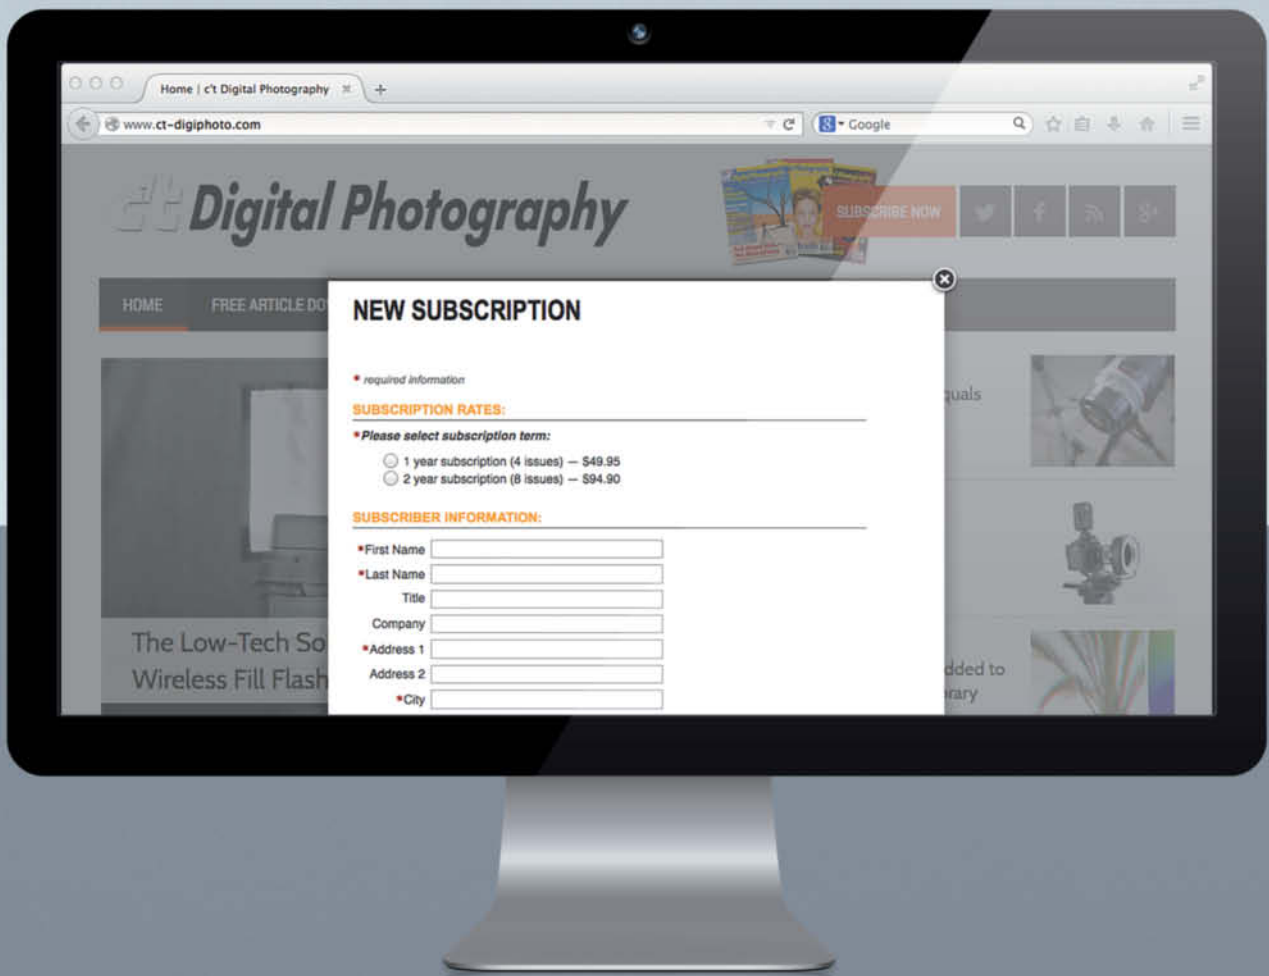 Home | c't Digital Photography
www.ct-digiphoto.com
Google
c't Digital Photography
SUBSCRIBE NOW
HOME
FREE ARTICLE DO
NEW SUBSCRIPTION
* required information
SUBSCRIPTION RATES:
*Please select subscription term:
1 year subscription (4 issues) — $49.95
2 year subscription (8 issues) — $94.90
SUBSCRIBER INFORMATION:
*First Name
*Last Name
Title
Company
*Address 1
Address 2
*City
The Low-Tech So
Wireless Fill Flash
quals
dded to
brary